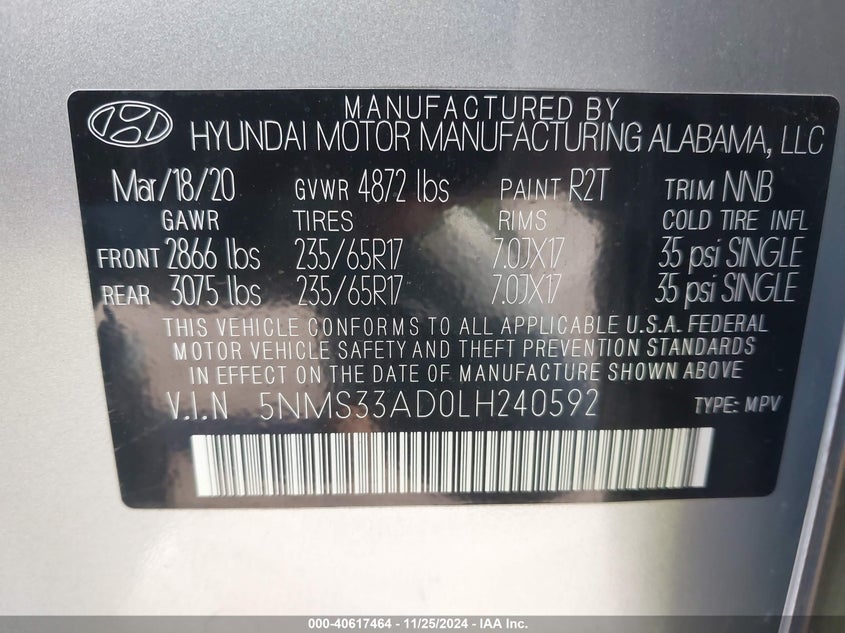 MANUFACTURED BY
HYUNDAI MOTOR MANUFACTURING ALABAMA, LLC
Mar/18/20 GVWR 4872 lbs PAINT R2T TRIM NNB
GAWR TIRES RIMS COLD TIRE INFL
FRONT 2866 lbs 235/65R17 7.0JX17 35 psi SINGLE
REAR 3075 lbs 235/65R17 7.0JX17 35 psi SINGLE
THIS VEHICLE CONFORMS TO ALL APPLICABLE U.S.A. FEDERAL
MOTOR VEHICLE SAFETY AND THEFT PREVENTION STANDARDS
IN EFFECT ON THE DATE OF MANUFACTURE SHOWN ABOVE
V.I.N 5NMS33AD0LH240592 TYPE: MPV
000-40617464 - 11/25/2024 - IAA Inc.